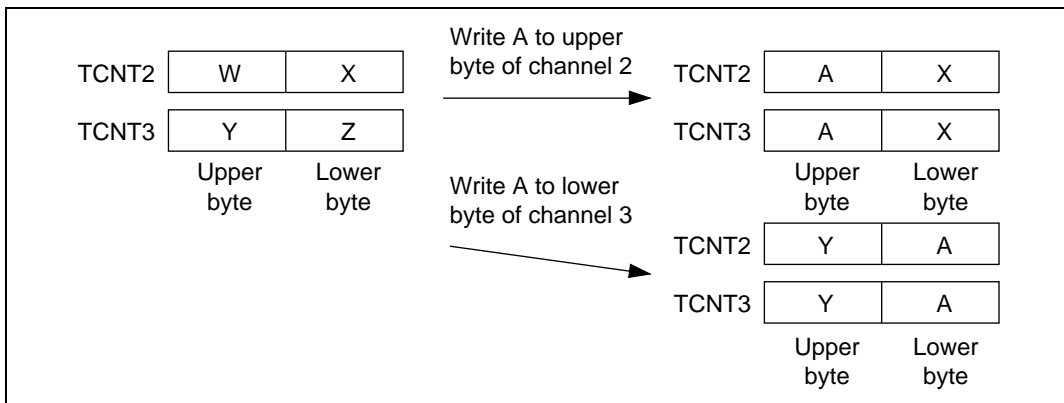 TCNT2 W X
TCNT3 Y Z
Upper byte Lower byte
Write A to upper
byte of channel 2
TCNT2 A X
TCNT3 A X
Upper byte Lower byte
Write A to lower
byte of channel 3
TCNT2 Y A
TCNT3 Y A
Upper byte Lower byte